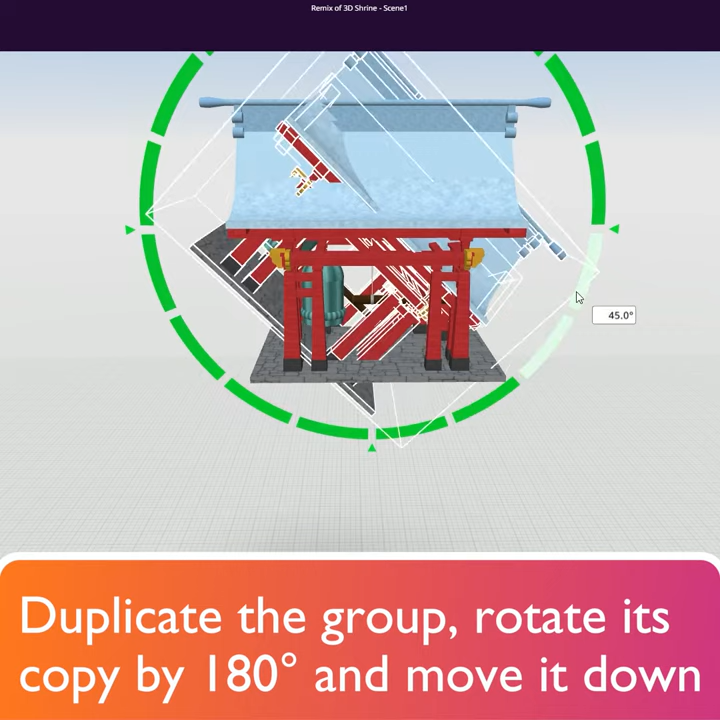 Remix of 3D Shrine - Scene1
45.0°
Duplicate the group, rotate its
copy by 180° and move it down